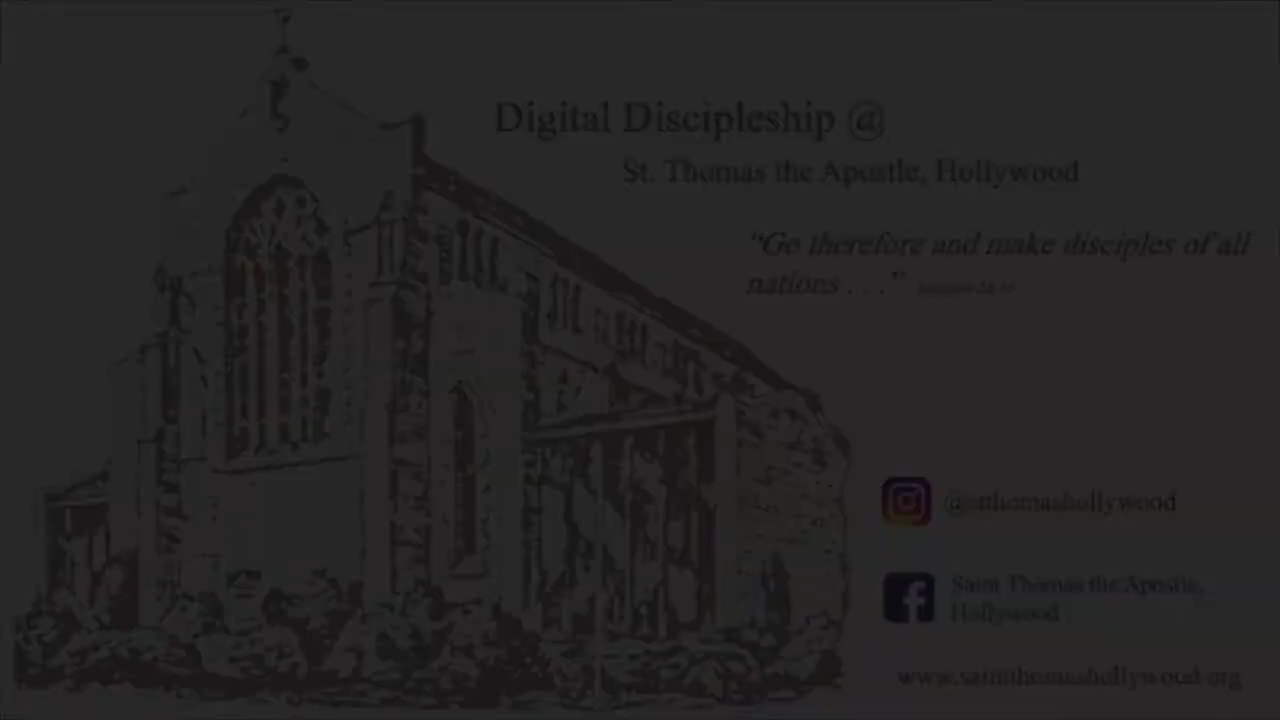 Digital Discipleship @
St. Thomas the Apostle, Hollywood
"Go therefore and make disciples of all
nations . . ."
@stthomashollywood
Saint Thomas the Apostle,
Hollywood
www.saintthomashollywood.org